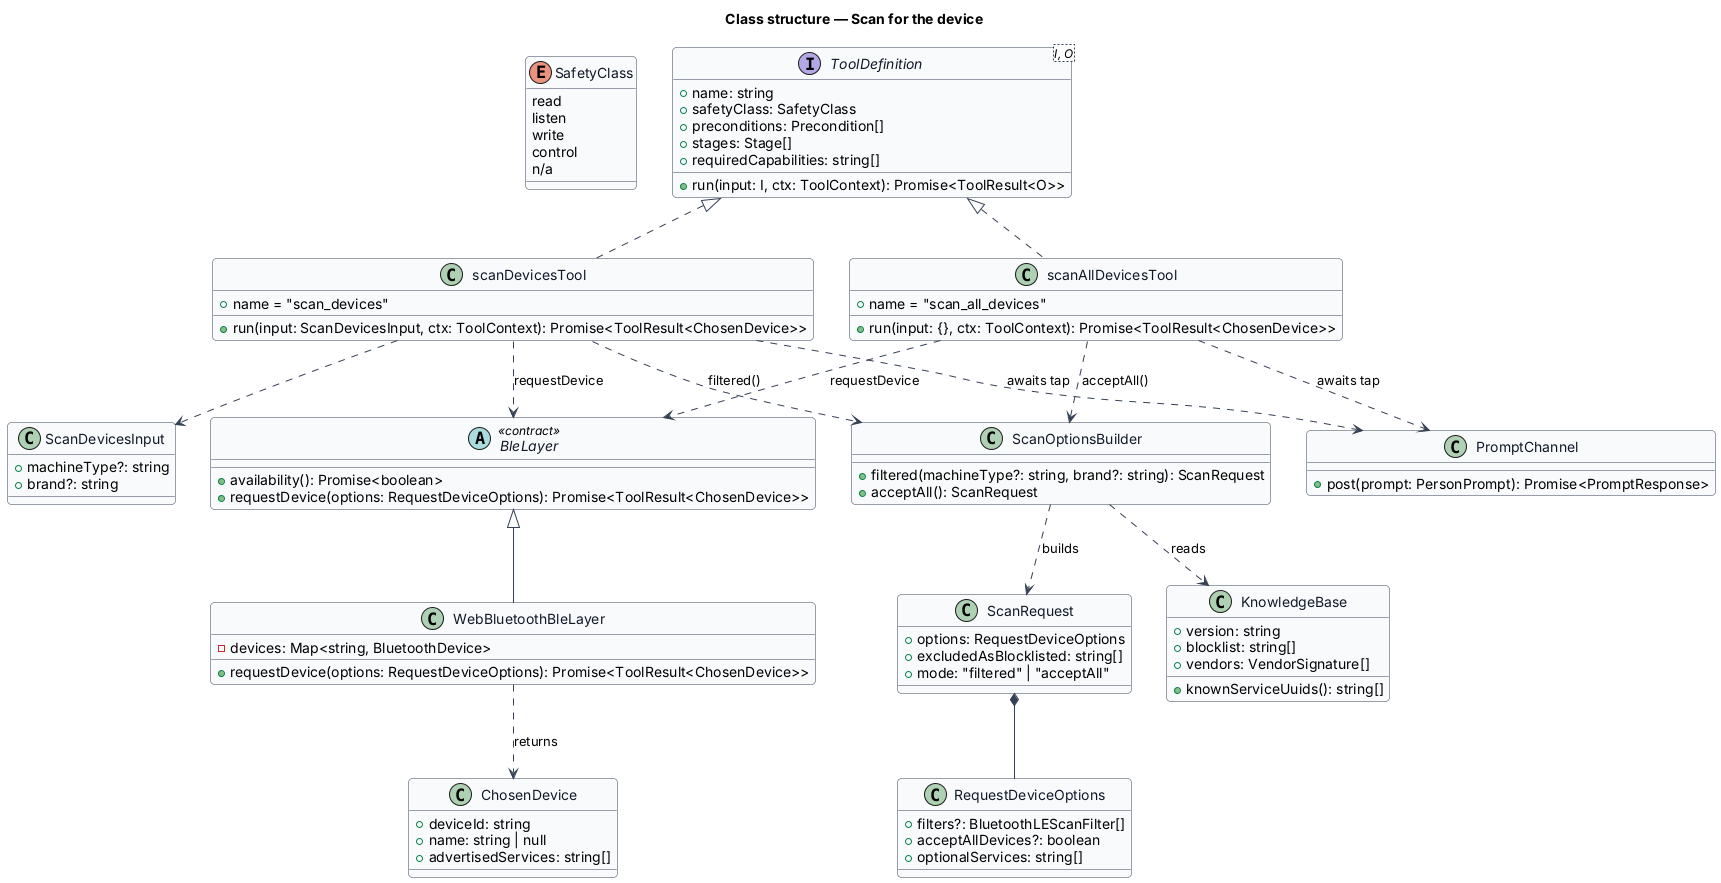 Class structure — Scan for the device
E SafetyClass
read
listen
write
control
n/a
I ToolDefinition
I, O
name: string
safetyClass: SafetyClass
preconditions: Precondition[]
stages: Stage[]
requiredCapabilities: string[]
run(input: I, ctx: ToolContext): Promise<ToolResult<O>>
C scanDevicesTool
name = "scan_devices"
run(input: ScanDevicesInput, ctx: ToolContext): Promise<ToolResult<ChosenDevice>>
C scanAllDevicesTool
name = "scan_all_devices"
run(input: {}, ctx: ToolContext): Promise<ToolResult<ChosenDevice>>
requestDevice
filtered()
requestDevice
awaits tap
acceptAll()
awaits tap
C ScanDevicesInput
machineType?: string
brand?: string
A «contract»
BleLayer
availability(): Promise<boolean>
requestDevice(options: RequestDeviceOptions): Promise<ToolResult<ChosenDevice>>
C ScanOptionsBuilder
filtered(machineType?: string, brand?: string): ScanRequest
acceptAll(): ScanRequest
C PromptChannel
post(prompt: PersonPrompt): Promise<PromptResponse>
builds
reads
C WebBluetoothBleLayer
devices: Map<string, BluetoothDevice>
requestDevice(options: RequestDeviceOptions): Promise<ToolResult<ChosenDevice>>
C ScanRequest
options: RequestDeviceOptions
excludedAsBlocklisted: string[]
mode: "filtered" | "acceptAll"
C KnowledgeBase
version: string
blocklist: string[]
vendors: VendorSignature[]
knownServiceUuids(): string[]
returns
C ChosenDevice
deviceId: string
name: string | null
advertisedServices: string[]
C RequestDeviceOptions
filters?: BluetoothLEScanFilter[]
acceptAllDevices?: boolean
optionalServices: string[]